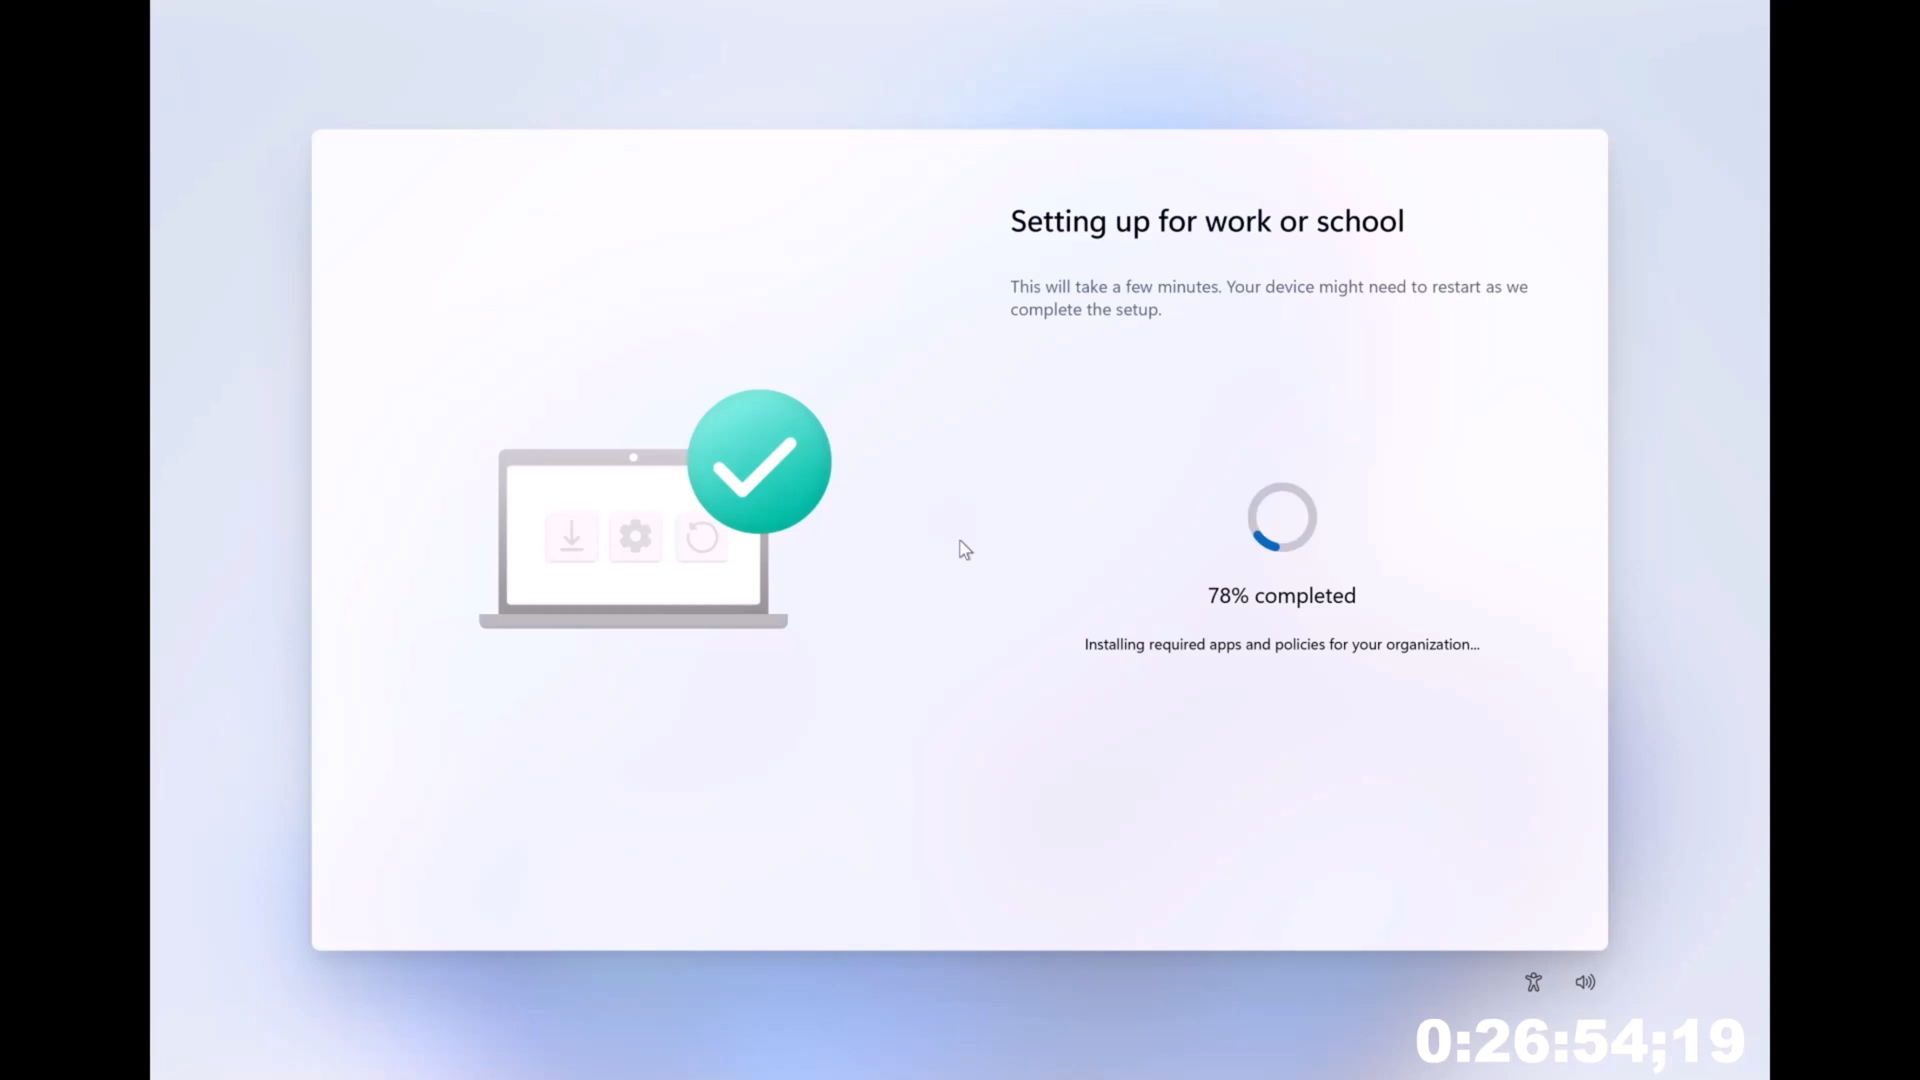 Setting up for work or school
This will take a few minutes. Your device might need to restart as we
complete the setup.
78% completed
Installing required apps and policies for your organization...
0:26:54;19